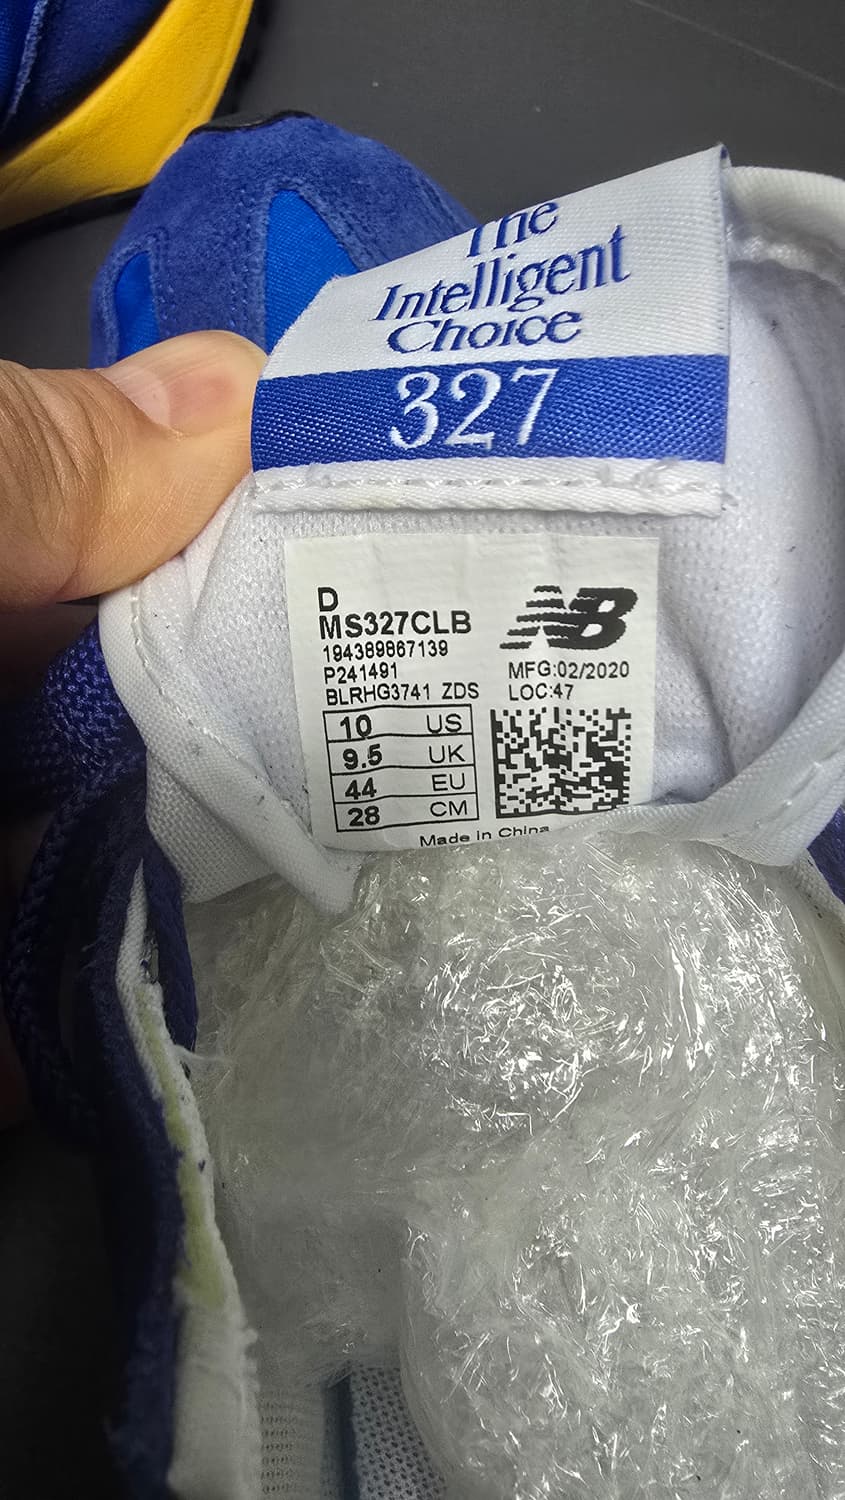 The
Intelligent
Choice
327
D
MS327CLB
194389867139
P241491
BLRHG3741 ZDS
NB
MFG:02/2020
LOC:47
10 US
9.5 UK
44 EU
28 CM
Made in China